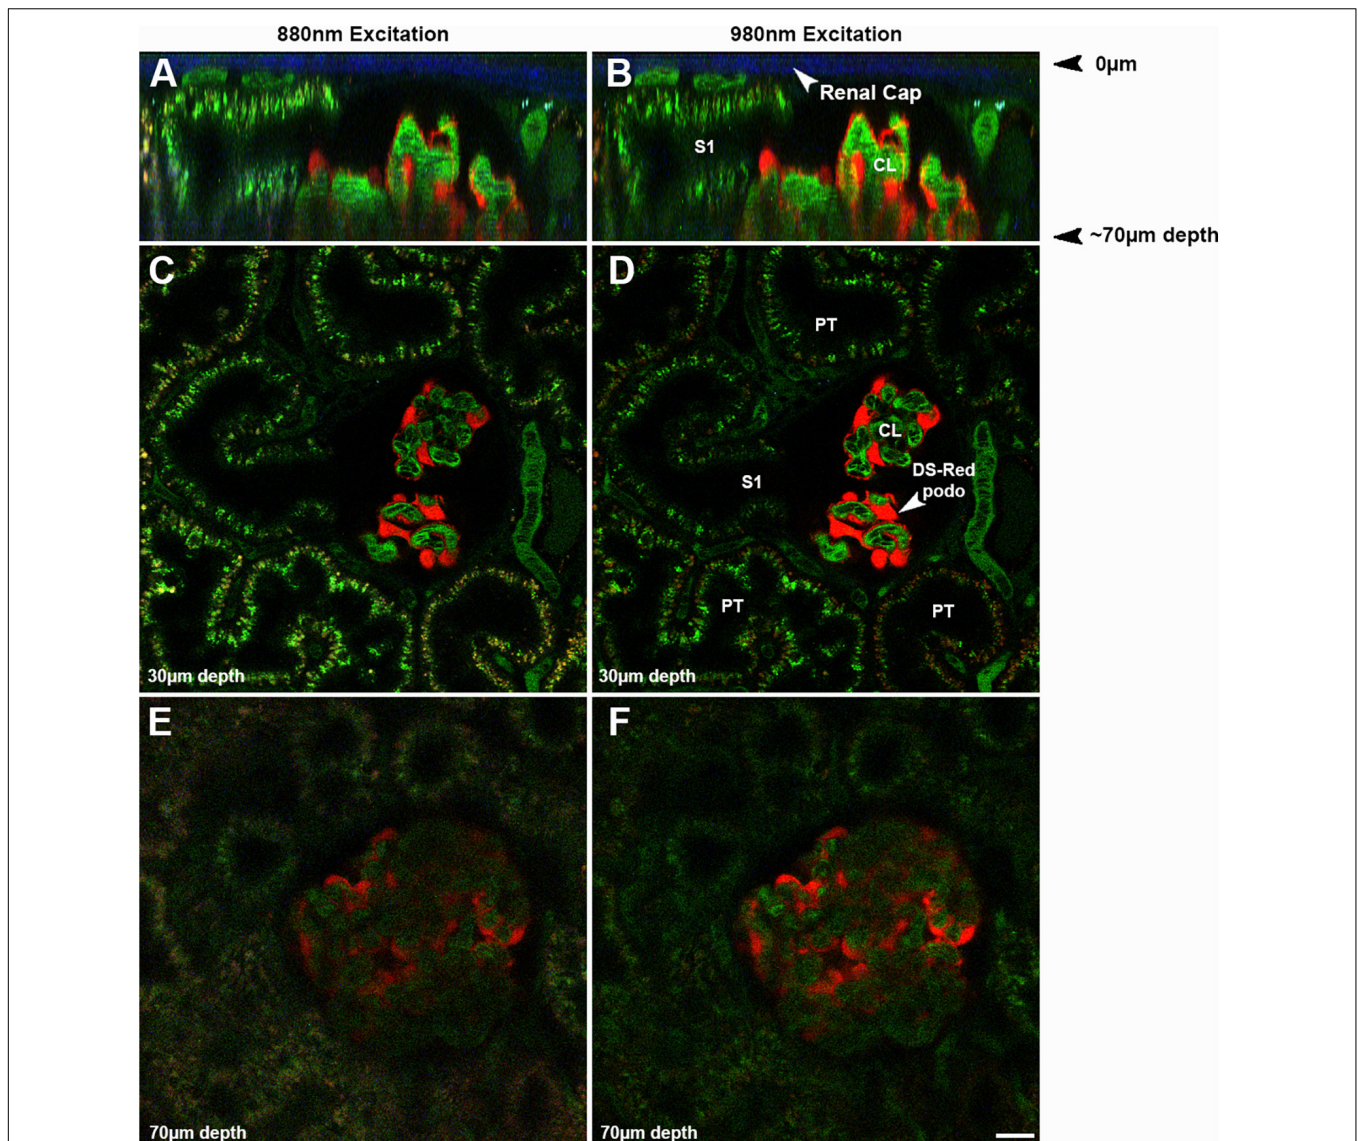 880nm Excitation
980nm Excitation
A
B
0µm
Renal Cap
S1
CL
~70µm depth
C
D
PT
CL
DS-Red
podo
S1
PT
PT
30µm depth
30µm depth
E
F
70µm depth
70µm depth